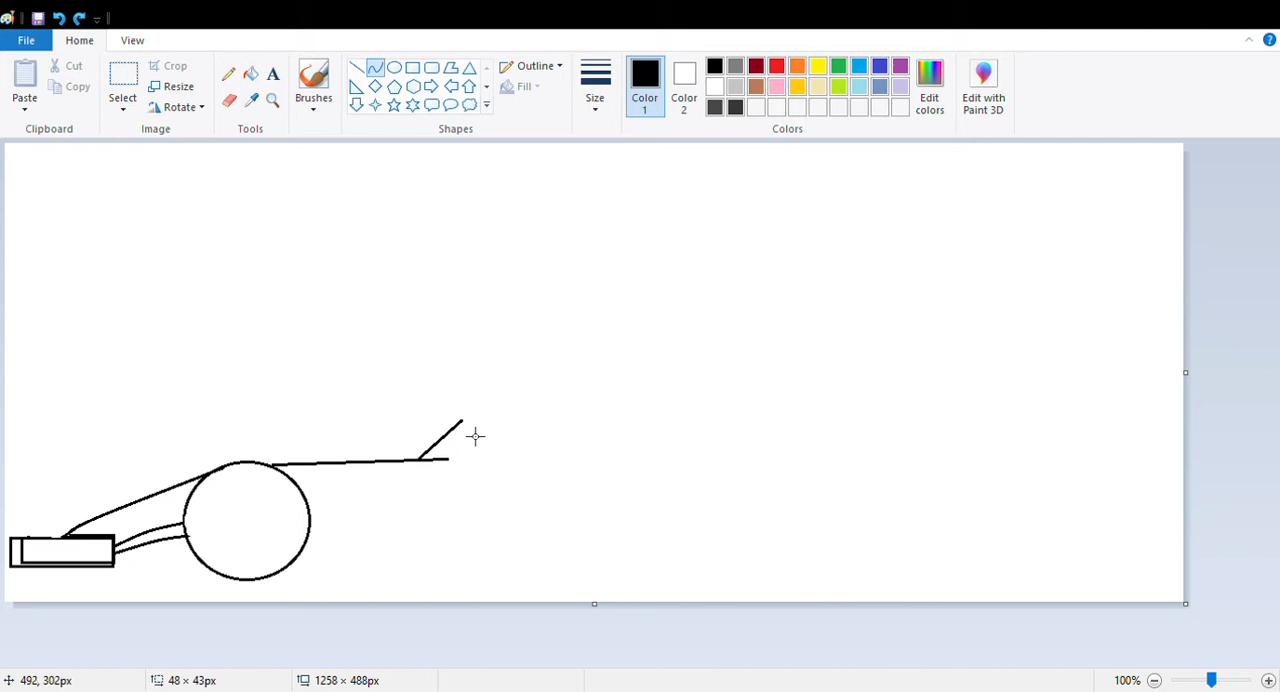 File Home View
Paste
Clipboard
Select
Crop
Resize
Rotate
Image
Cut
Copy
Tools
Brushes
Shapes
Outline
Fill
Size
Color 1
Color 2
Colors
Edit colors
Edit with Paint 3D
492, 302px
48 × 43px
1258 × 488px
100%